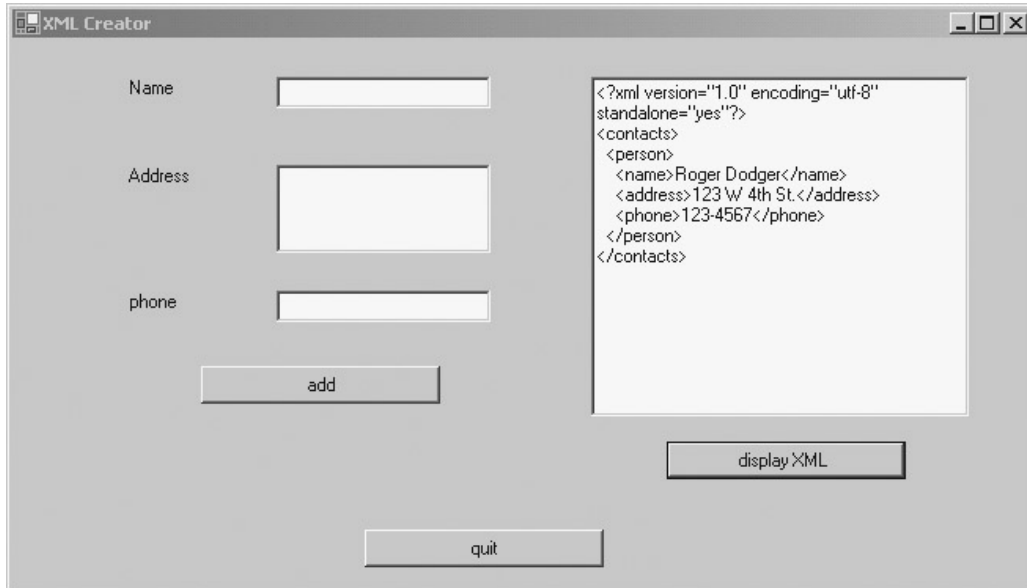 XML Creator
Name
Address
phone
add
<?xml version="1.0" encoding="utf-8"
standalone="yes"?>
<contacts>
  <person>
    <name>Roger Dodger</name>
    <address>123 W 4th St.</address>
    <phone>123-4567</phone>
  </person>
</contacts>
display XML
quit